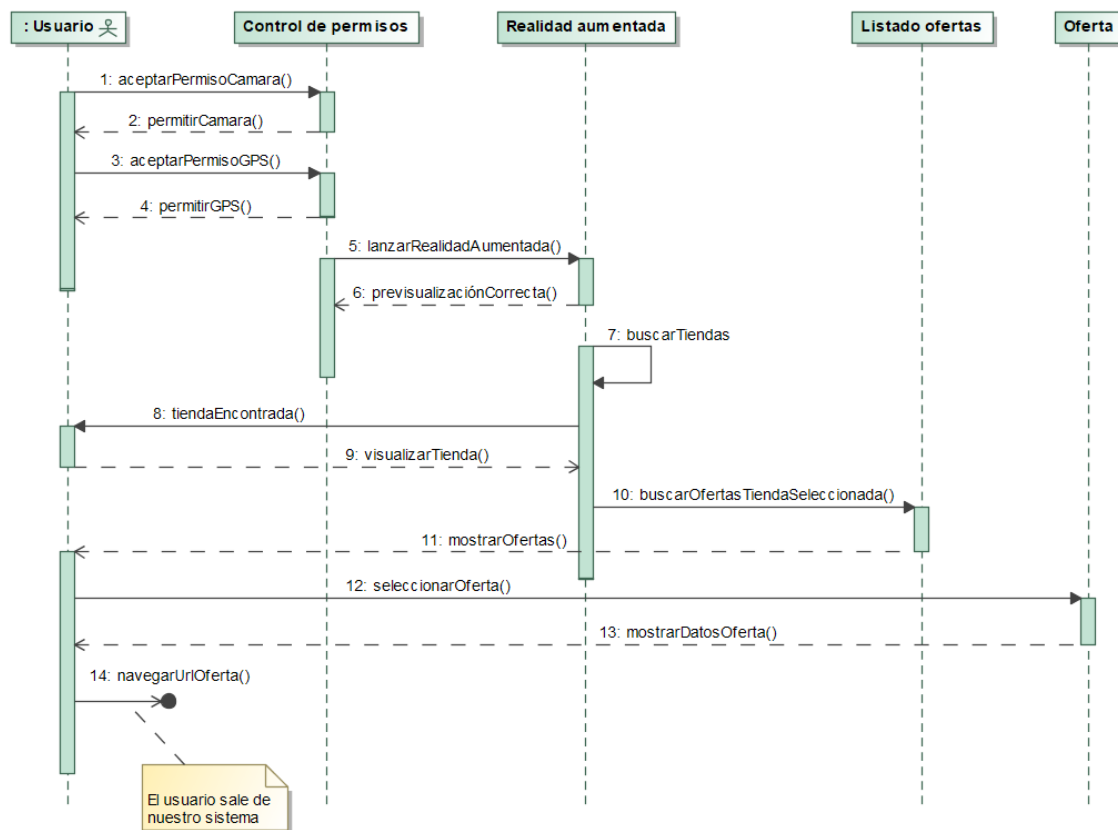 : Usuario
Control de permisos
Realidad aumentada
Listado ofertas
Oferta
1: aceptarPermisoCamara()
2: permitirCamara()
3: aceptarPermisoGPS()
4: permitirGPS()
5: lanzarRealidadAumentada()
6: previsualizaciónCorrecta()
7: buscarTiendas
8: tiendaEncontrada()
9: visualizarTienda()
10: buscarOfertasTiendaSeleccionada()
11: mostrarOfertas()
12: seleccionarOferta()
13: mostrarDatosOferta()
14: navegarUrlOferta()
El usuario sale de
nuestro sistema